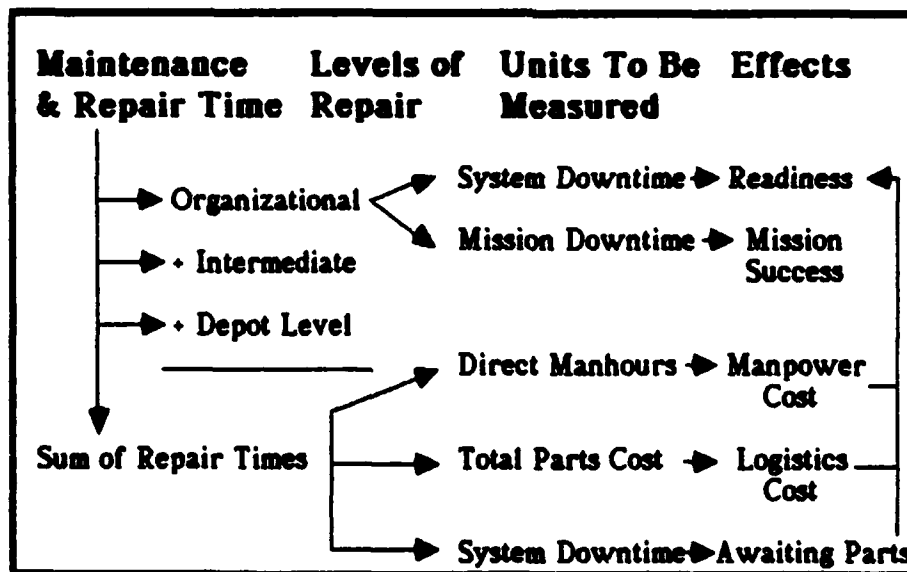 Maintenance & Repair Time
Levels of Repair
Units To Be Measured
Effects
Organizational
System Downtime
Readiness
Mission Downtime
Mission Success
+ Intermediate
+ Depot Level
Direct Manhours
Manpower Cost
Sum of Repair Times
Total Parts Cost
Logistics Cost
System Downtime
Awaiting Parts